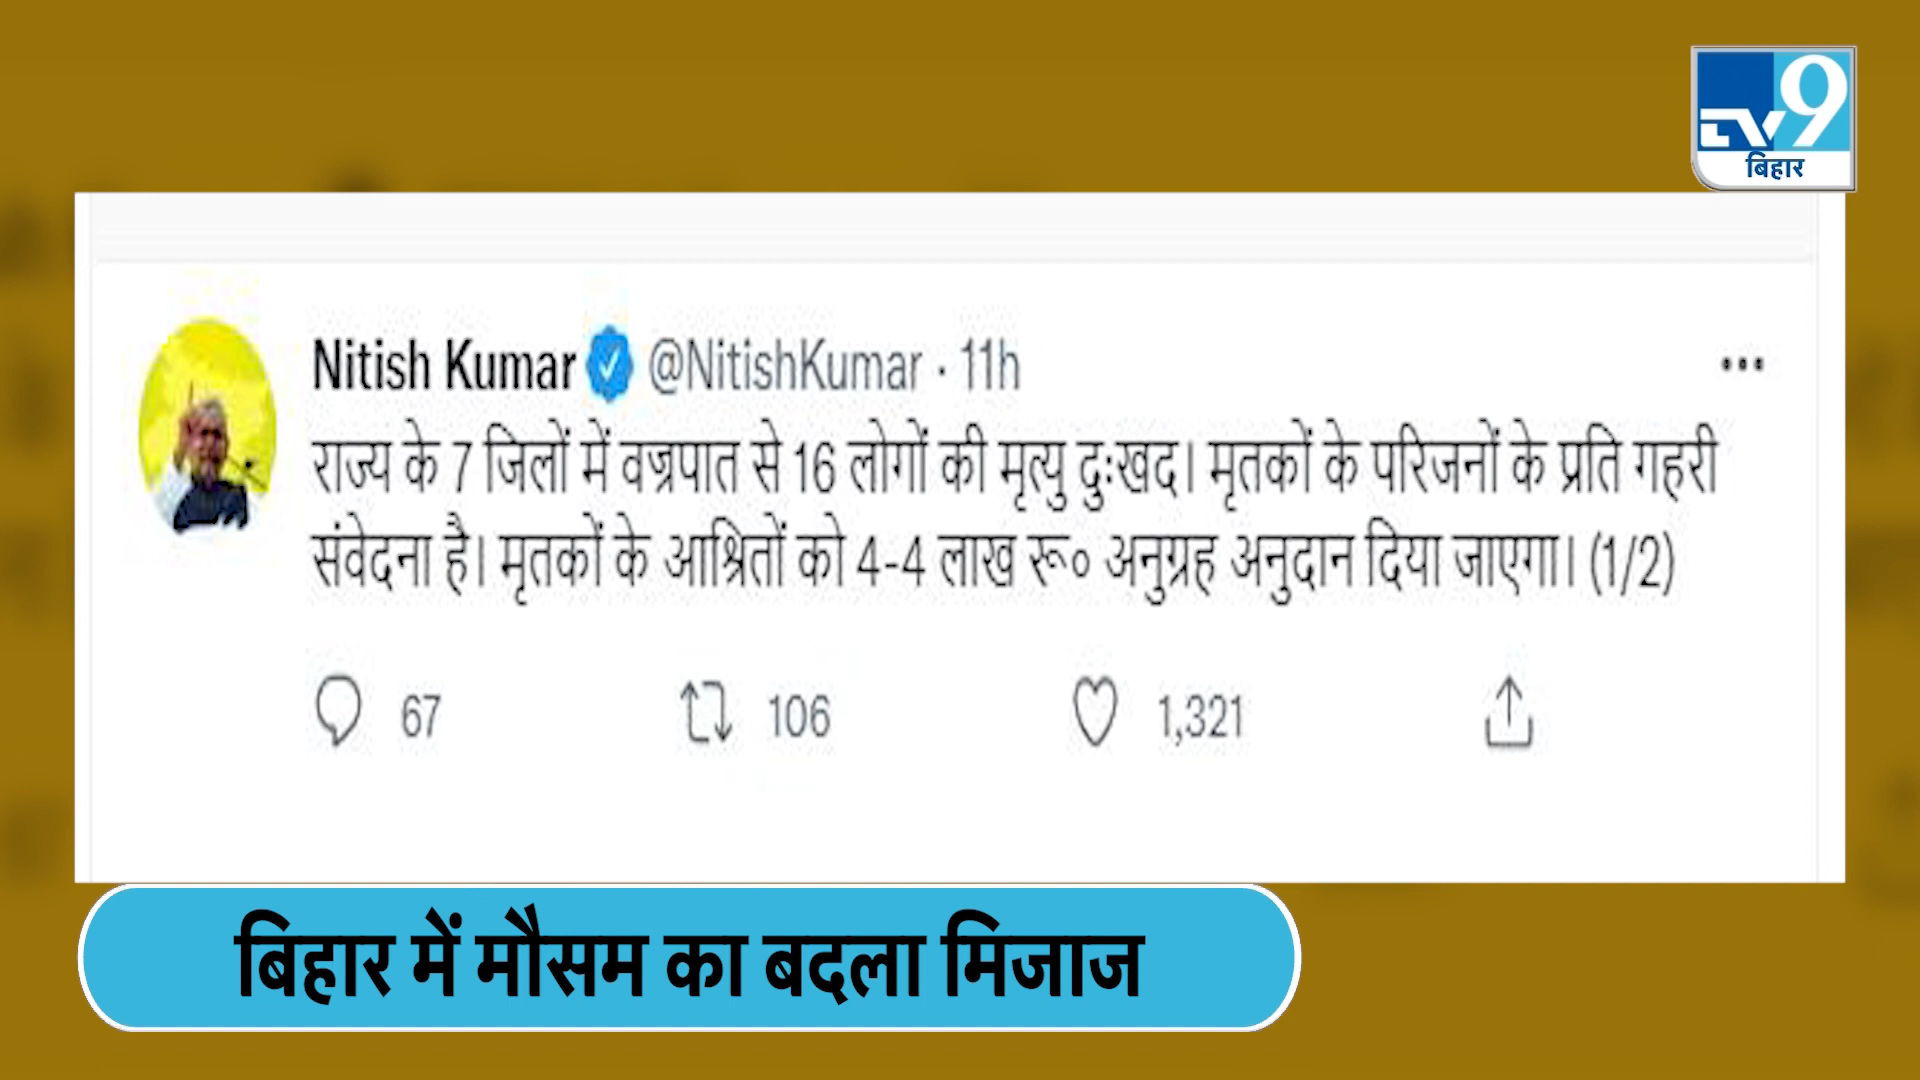 TV9
बिहार
Nitish Kumar @NitishKumar · 11h
राज्य के 7 जिलों में वज्रपात से 16 लोगों की मृत्यु दुःखद। मृतकों के परिजनों के प्रति गहरी
संवेदना है। मृतकों के आश्रितों को 4-4 लाख रू० अनुग्रह अनुदान दिया जाएगा। (1/2)
67 106 1,321
बिहार में मौसम का बदला मिजाज